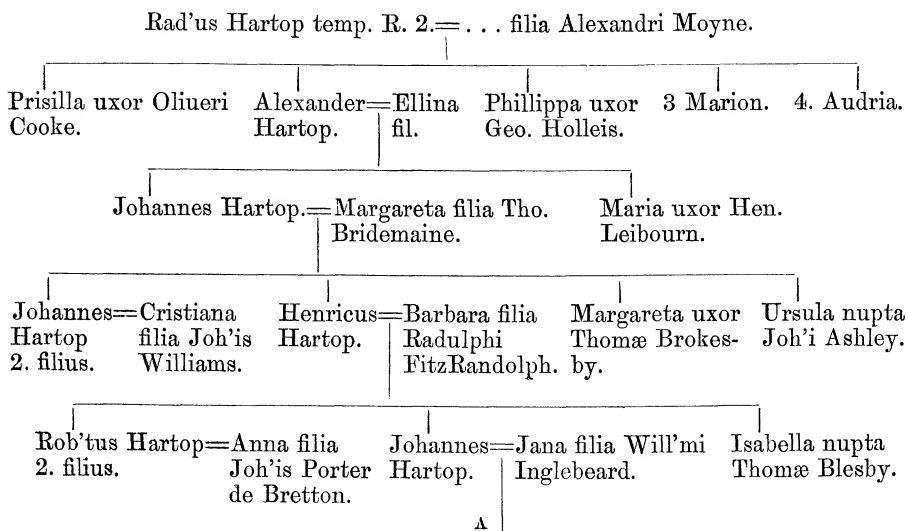 Rad'us Hartop temp. R. 2.=... filia Alexandri Moyne.
Prisilla uxor Oliueri
Cooke.
Alexander=Ellina
Hartop. fil.
Phillippa uxor
Geo. Holleis.
3 Marion.
4. Audria.
Johannes Hartop.=Margareta filia Tho.
Bridemaine.
Maria uxor Hen.
Leibourn.
Johannes=Cristiana
Hartop filia Joh'is
2. filius. Williams.
Henricus=Barbara filia
Hartop. Radulphi
FitzRandolph.
Margareta uxor
Thomæ Brokes-
by.
Ursula nupta
Joh'i Ashley.
Rob'tus Hartop=Anna filia
2. filius. Joh'is Porter
de Bretton.
Johannes=Jana filia Will'mi
Hartop. Inglebeard.
Isabella nupta
Thomæ Blesby.
A